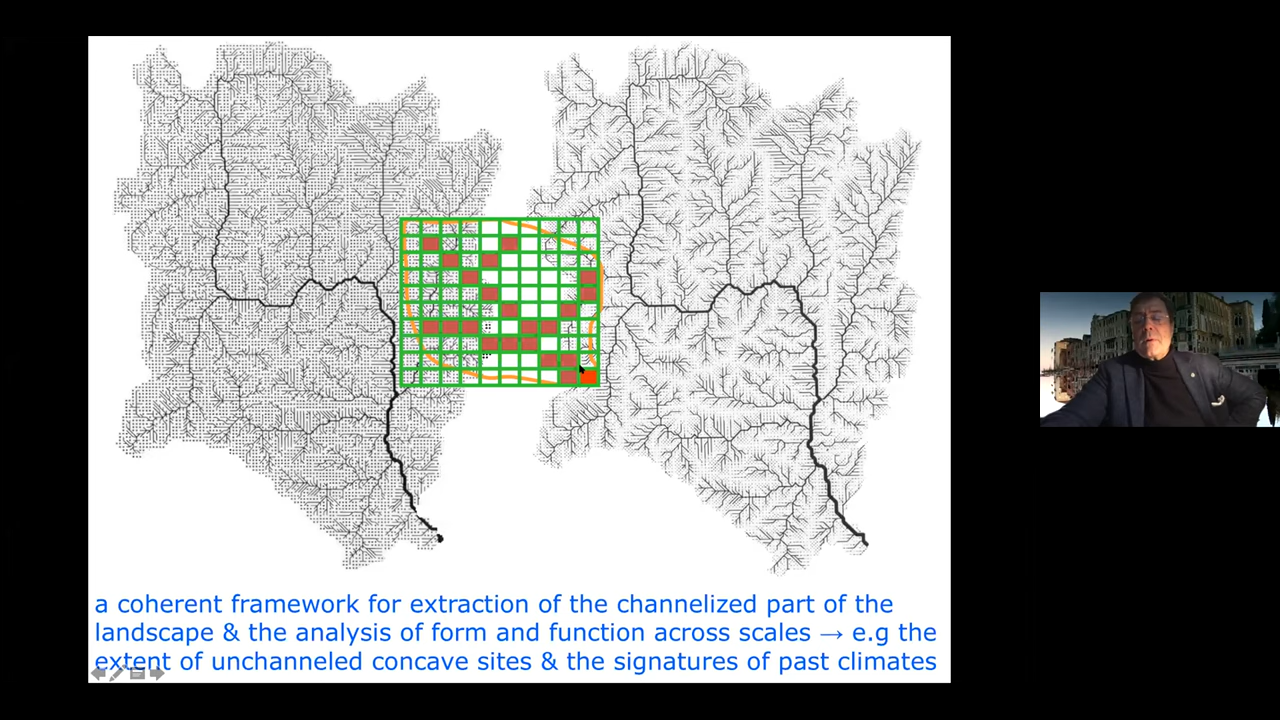 a coherent framework for extraction of the channelized part of the
landscape & the analysis of form and function across scales → e.g the
extent of unchanneled concave sites & the signatures of past climates